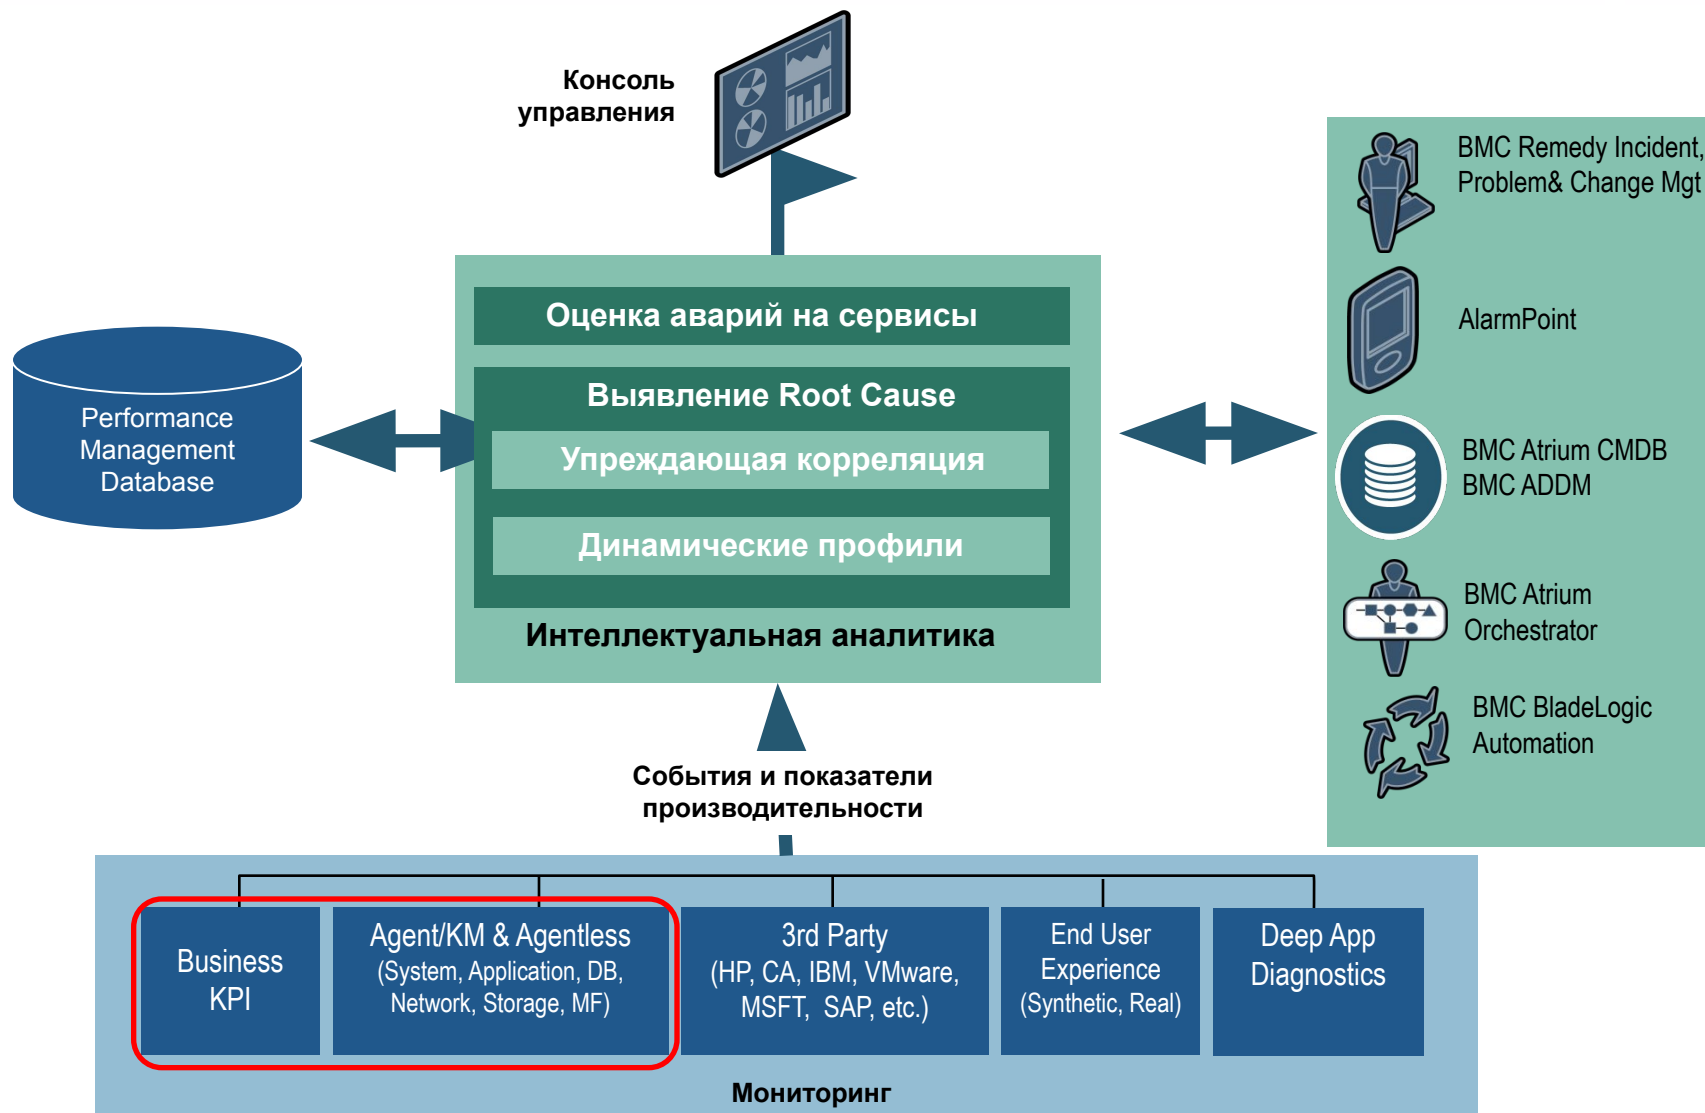 Консоль
управления
BMC Remedy Incident,
Problem& Change Mgt
AlarmPoint
BMC Atrium CMDB
BMC ADDM
BMC Atrium
Orchestrator
BMC BladeLogic
Automation
Оценка аварий на сервисы
Выявление Root Cause
Упреждающая корреляция
Динамические профили
Интеллектуальная аналитика
Performance
Management
Database
События и показатели
производительности
Business
KPI
Agent/KM & Agentless
(System, Application, DB,
Network, Storage, MF)
3rd Party
(HP, CA, IBM, VMware,
MSFT, SAP, etc.)
End User
Experience
(Synthetic, Real)
Deep App
Diagnostics
Мониторинг